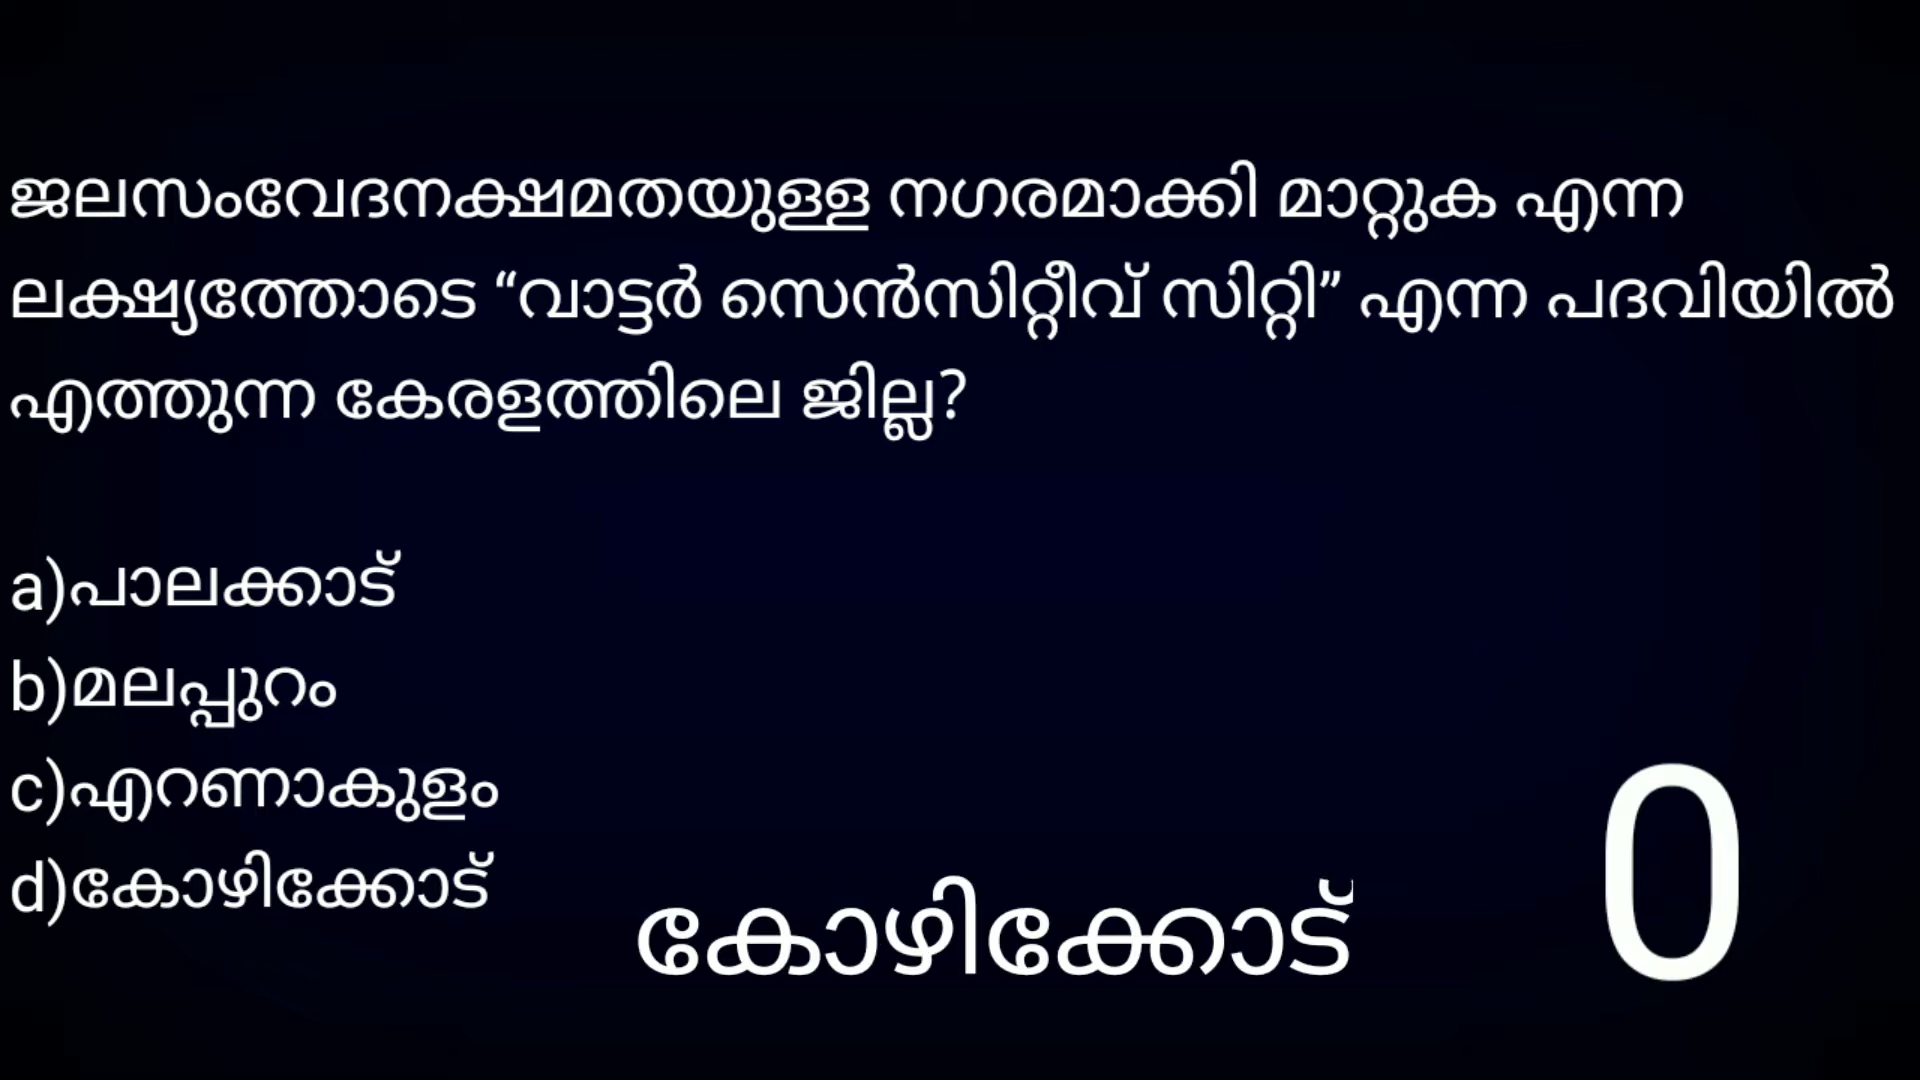 ജലസംവേദനക്ഷമതയുള്ള നഗരമാക്കി മാറ്റുക എന്ന
ലക്ഷ്യത്തോടെ “വാട്ടർ സെൻസിറ്റീവ് സിറ്റി” എന്ന പദവിയിൽ
എത്തുന്ന കേരളത്തിലെ ജില്ല?
a)പാലക്കാട്
b)മലപ്പുറം
c)എറണാകുളം
d)കോഴിക്കോട്
കോഴിക്കോട്
0